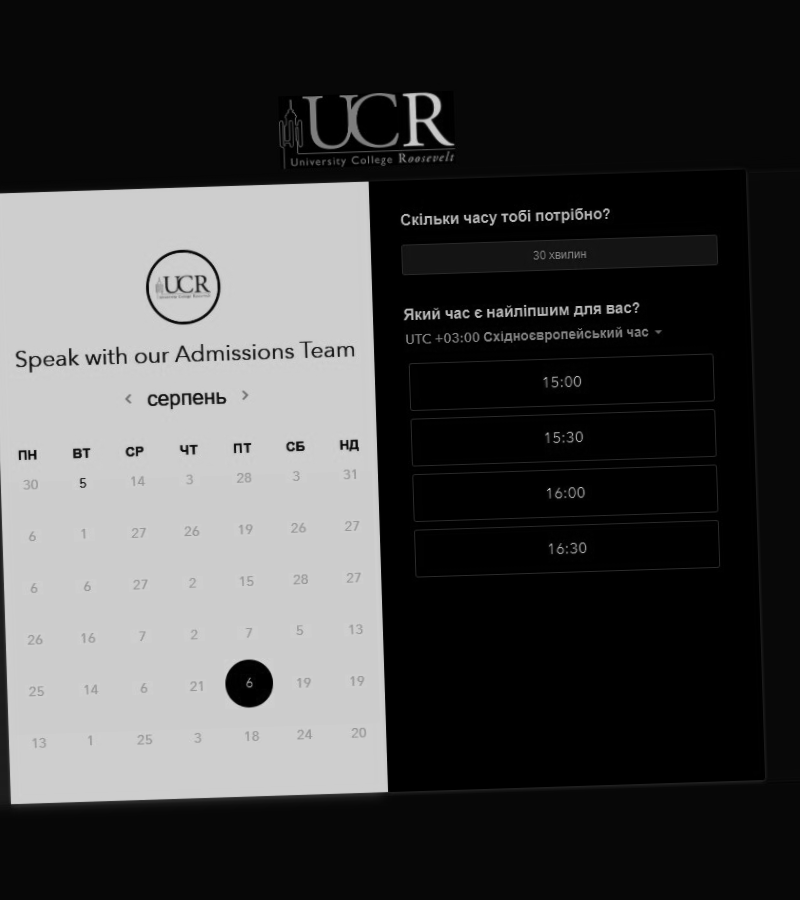 UCR
University College Roosevelt
UCR
University College Roosevelt
Speak with our Admissions Team
серпень
ПН ВТ СР ЧТ ПТ СБ НД
30 5 14 3 28 3 31
6 1 27 26 19 26 27
6 6 27 2 15 28 27
26 16 7 2 7 5 13
25 14 6 21 6 19 19
13 1 25 3 18 24 20
Скільки часу тобі потрібно?
30 хвилин
Який час є найліпшим для вас?
UTC +03:00 Східноєвропейський час
15:00
15:30
16:00
16:30